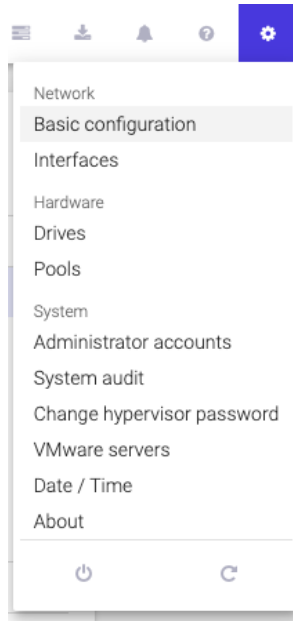 Network
Basic configuration
Interfaces
Hardware
Drives
Pools
System
Administrator accounts
System audit
Change hypervisor password
VMware servers
Date / Time
About